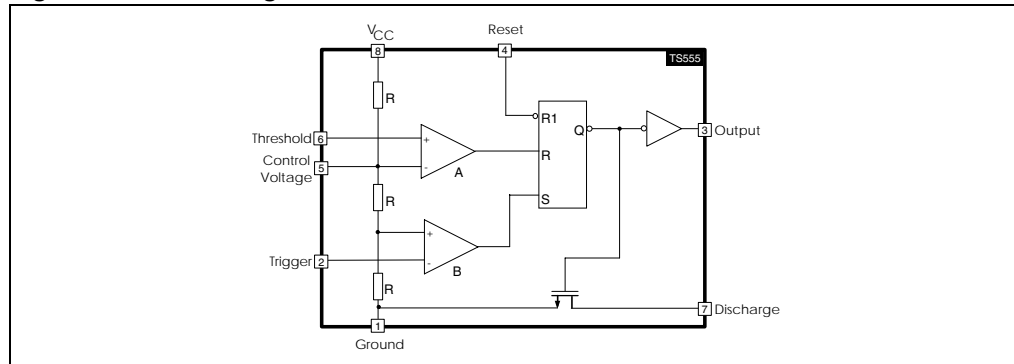 VCC
Reset
8
4
TS555
R
R1
Threshold
6
+
Q
3
Output
Control
Voltage
5
-
A
R
R
S
+
Trigger
2
-
B
R
7
Discharge
1
Ground